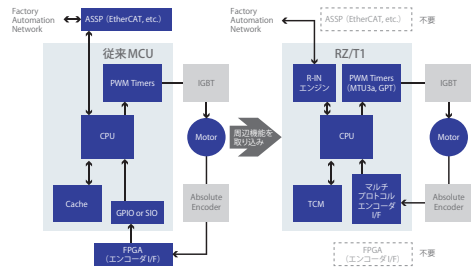 Factory
Automation
Network
ASSP (EtherCAT, etc.)
従来MCU
PWM Timers
IGBT
CPU
Motor
Cache
GPIO or SIO
Absolute
Encoder
FPGA
（エンコーダI/F）
周辺機能を
取り込み
Factory
Automation
Network
ASSP (EtherCAT, etc.)
不要
RZ/T1
R-IN
エンジン
PWM Timers
(MTU3a, GPT)
IGBT
CPU
Motor
TCM
マルチ
プロトコル
エンコーダ
I/F
Absolute
Encoder
FPGA
（エンコーダI/F）
不要